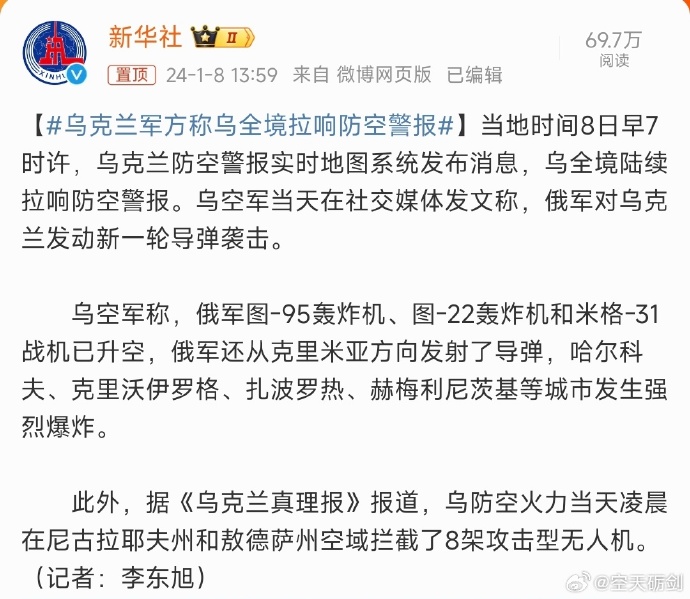 新华社 II
69.7万
阅读
置顶 24-1-8 13:59 来自 微博网页版 已编辑
XINHU
【#乌克兰军方称乌全境拉响防空警报#】当地时间8日早7
时许，乌克兰防空警报实时地图系统发布消息，乌全境陆续
拉响防空警报。乌空军当天在社交媒体发文称，俄军对乌克
兰发动新一轮导弹袭击。
乌空军称，俄军图-95轰炸机、图-22轰炸机和米格-31
战机已升空，俄军还从克里米亚方向发射了导弹，哈尔科
夫、克里沃伊罗格、扎波罗热、赫梅利尼茨基等城市发生强
烈爆炸。
此外，据《乌克兰真理报》报道，乌防空火力当天凌晨
在尼古拉耶夫州和敖德萨州空域拦截了8架攻击型无人机。
（记者：李东旭）
@空天砺剑